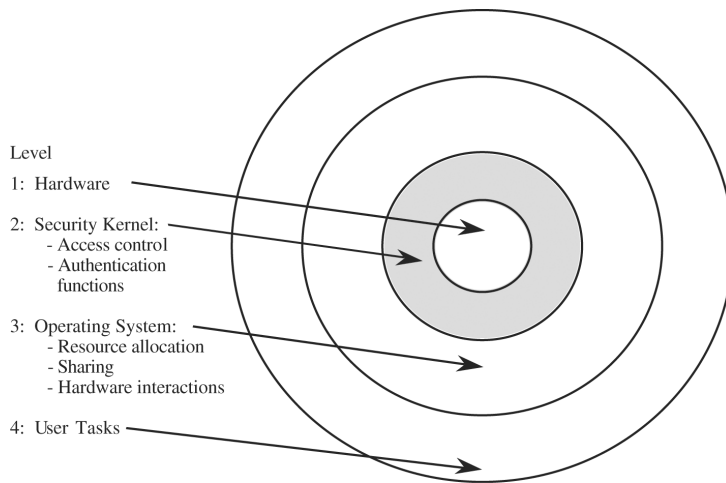 Level
1: Hardware
2: Security Kernel:
- Access control
- Authentication
functions
3: Operating System:
- Resource allocation
- Sharing
- Hardware interactions
4: User Tasks